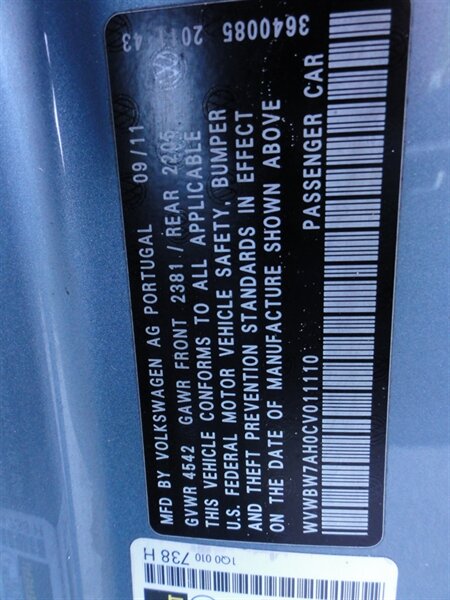 3640085
MFD BY VOLKSWAGEN AG PORTUGAL 09/11
GVWR 4542 GAWR FRONT 2381 / REAR 2205
THIS VEHICLE CONFORMS TO ALL APPLICABLE
U.S. FEDERAL MOTOR VEHICLE SAFETY, BUMPER
AND THEFT PREVENTION STANDARDS IN EFFECT
ON THE DATE OF MANUFACTURE SHOWN ABOVE
PASSENGER CAR
WVWBW7AH0CV011110
1Q0 010 738 H